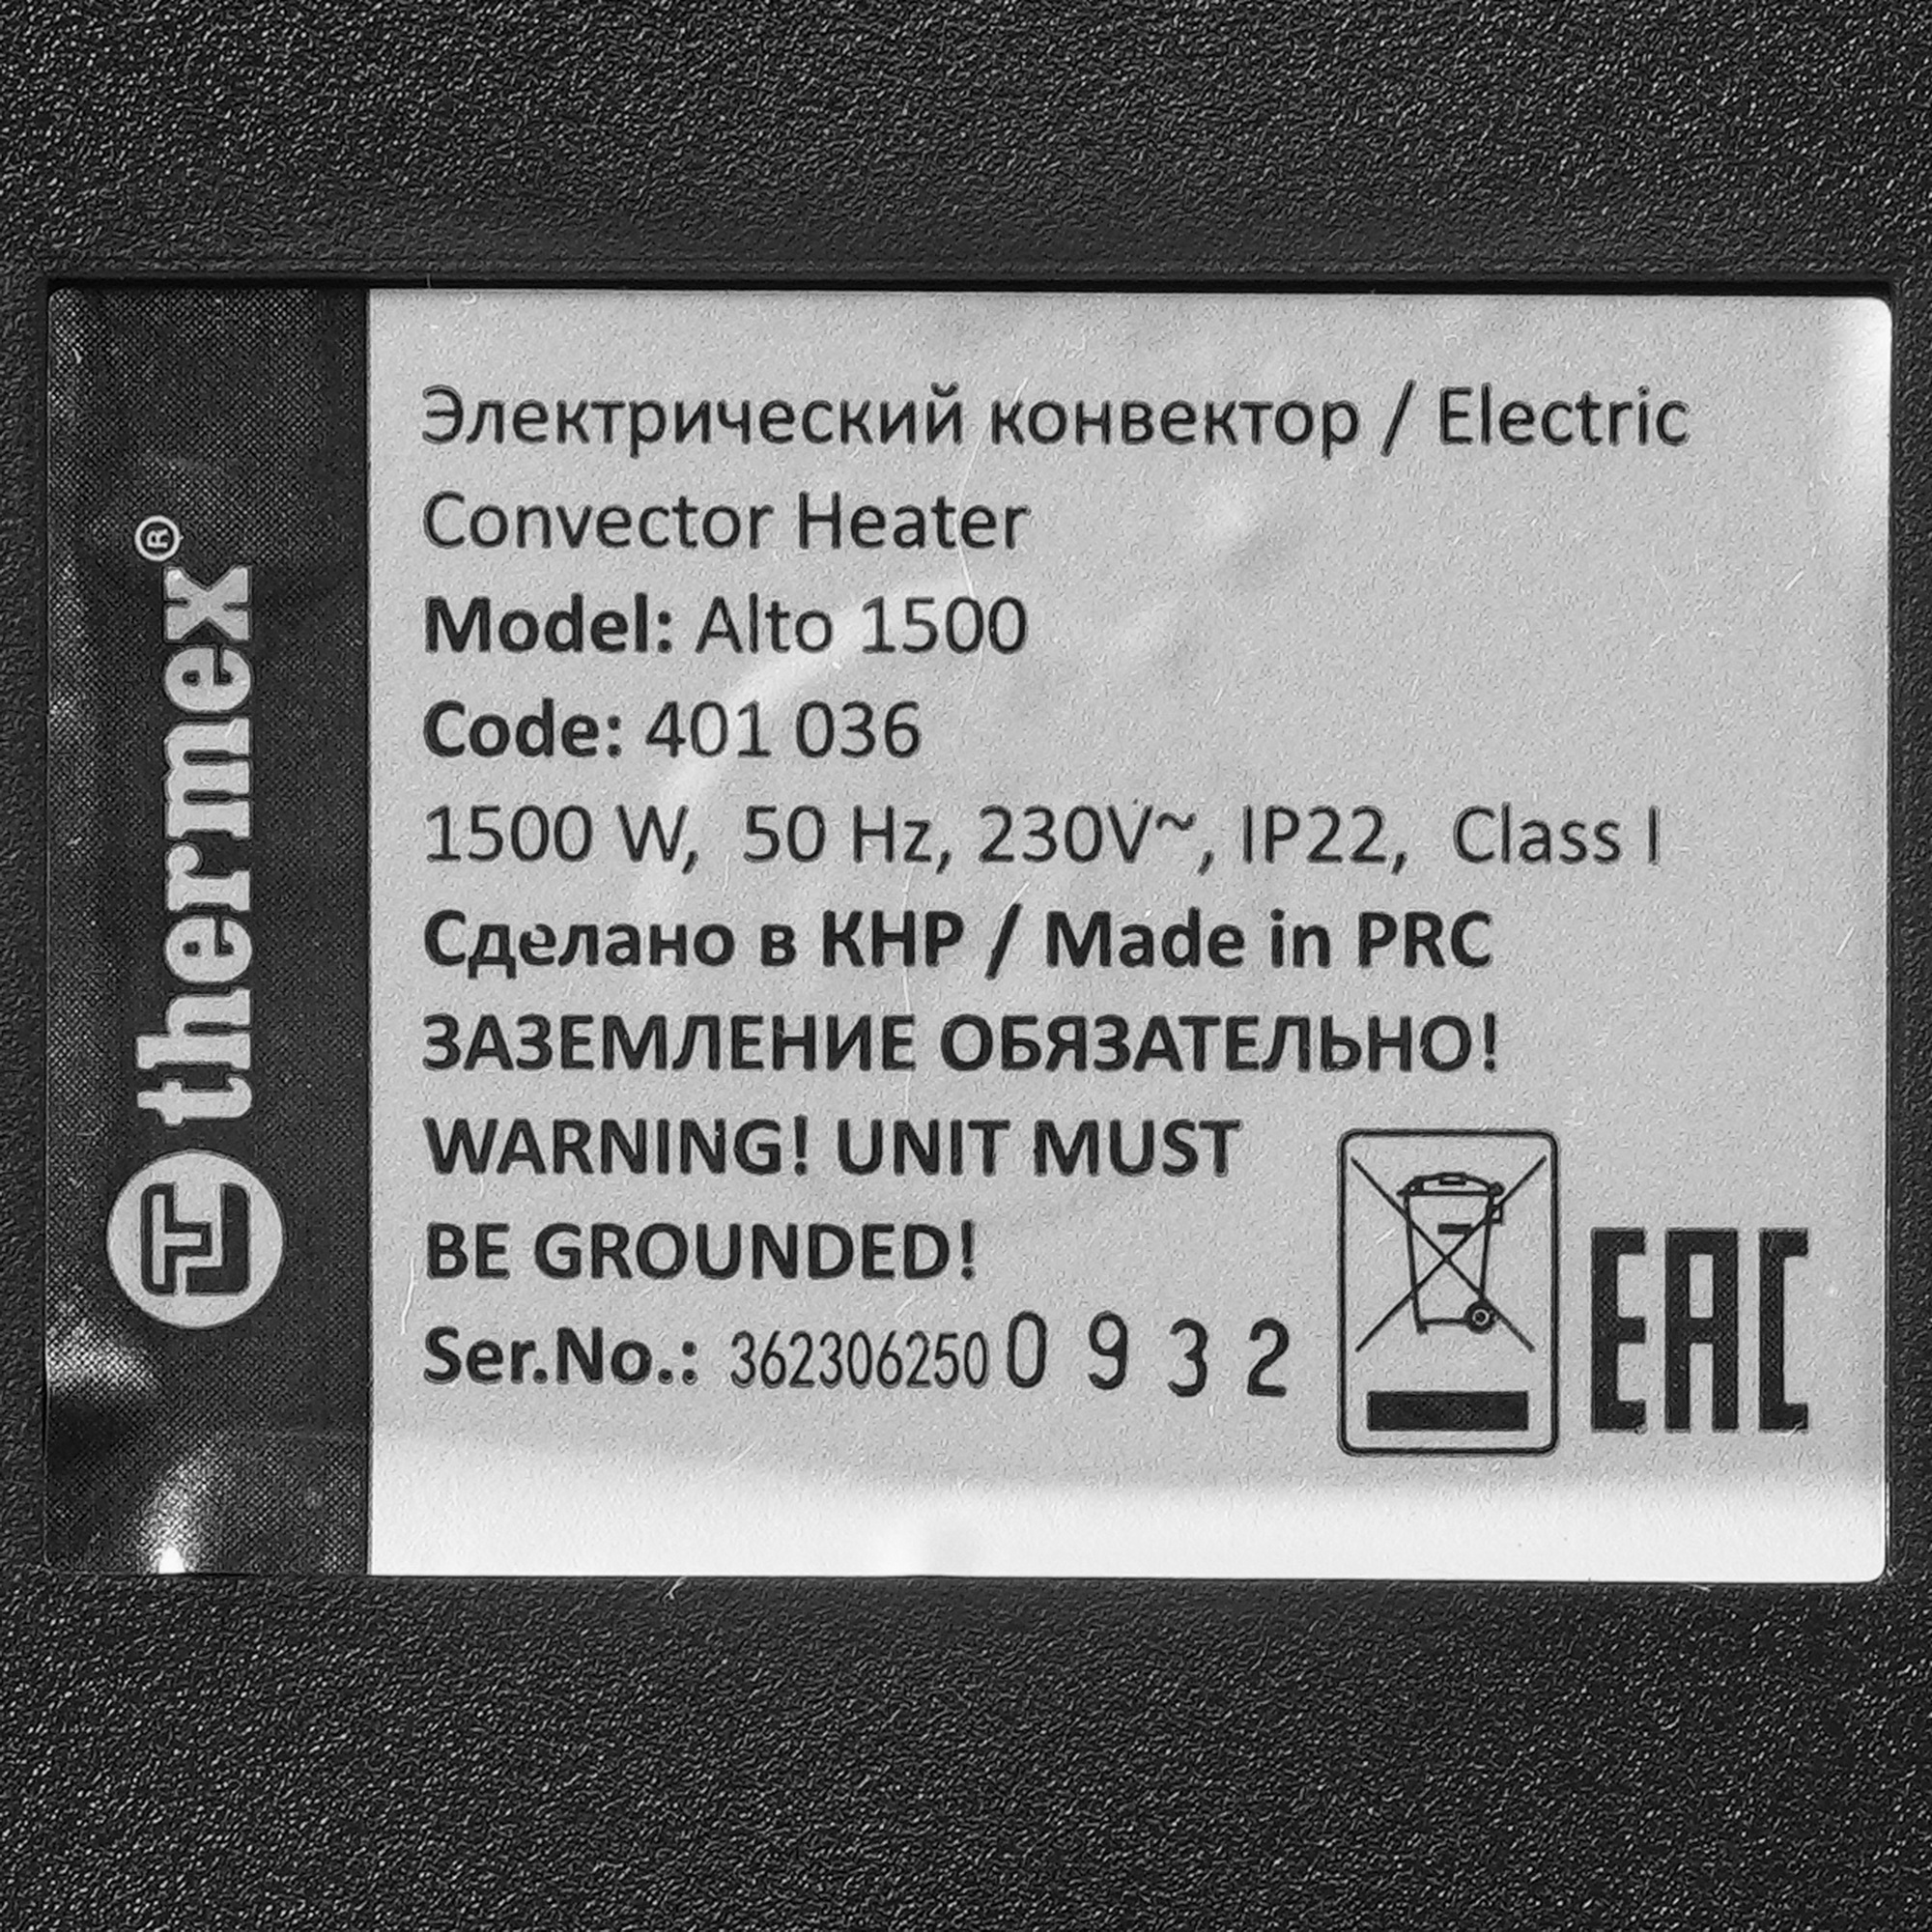 thermex®
Электрический конвектор / Electric
Convector Heater
Model: Alto 1500
Code: 401 036
1500 W, 50 Hz, 230V~, IP22, Class I
Сделано в КНР / Made in PRC
ЗАЗЕМЛЕНИЕ ОБЯЗАТЕЛЬНО!
WARNING! UNIT MUST
BE GROUNDED!
Ser.No.: 362306250 0 9 3 2
EAC